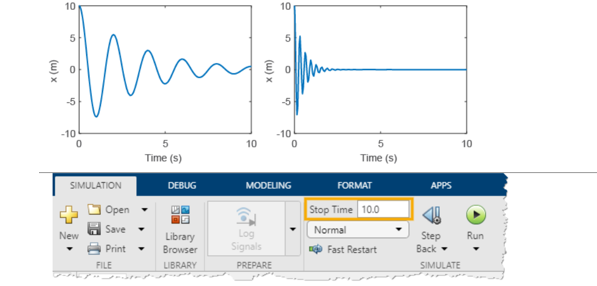 10
5
0
-5
-10
x (m)
0
5
10
Time (s)
10
5
0
-5
-10
x (m)
0
5
10
Time (s)
SIMULATION DEBUG MODELING FORMAT APPS
New
Open
Save
Print
FILE
Library
Browser
LIBRARY
Log
Signals
PREPARE
Stop Time 10.0
Normal
Fast Restart
Step
Back
Run
SIMULATE